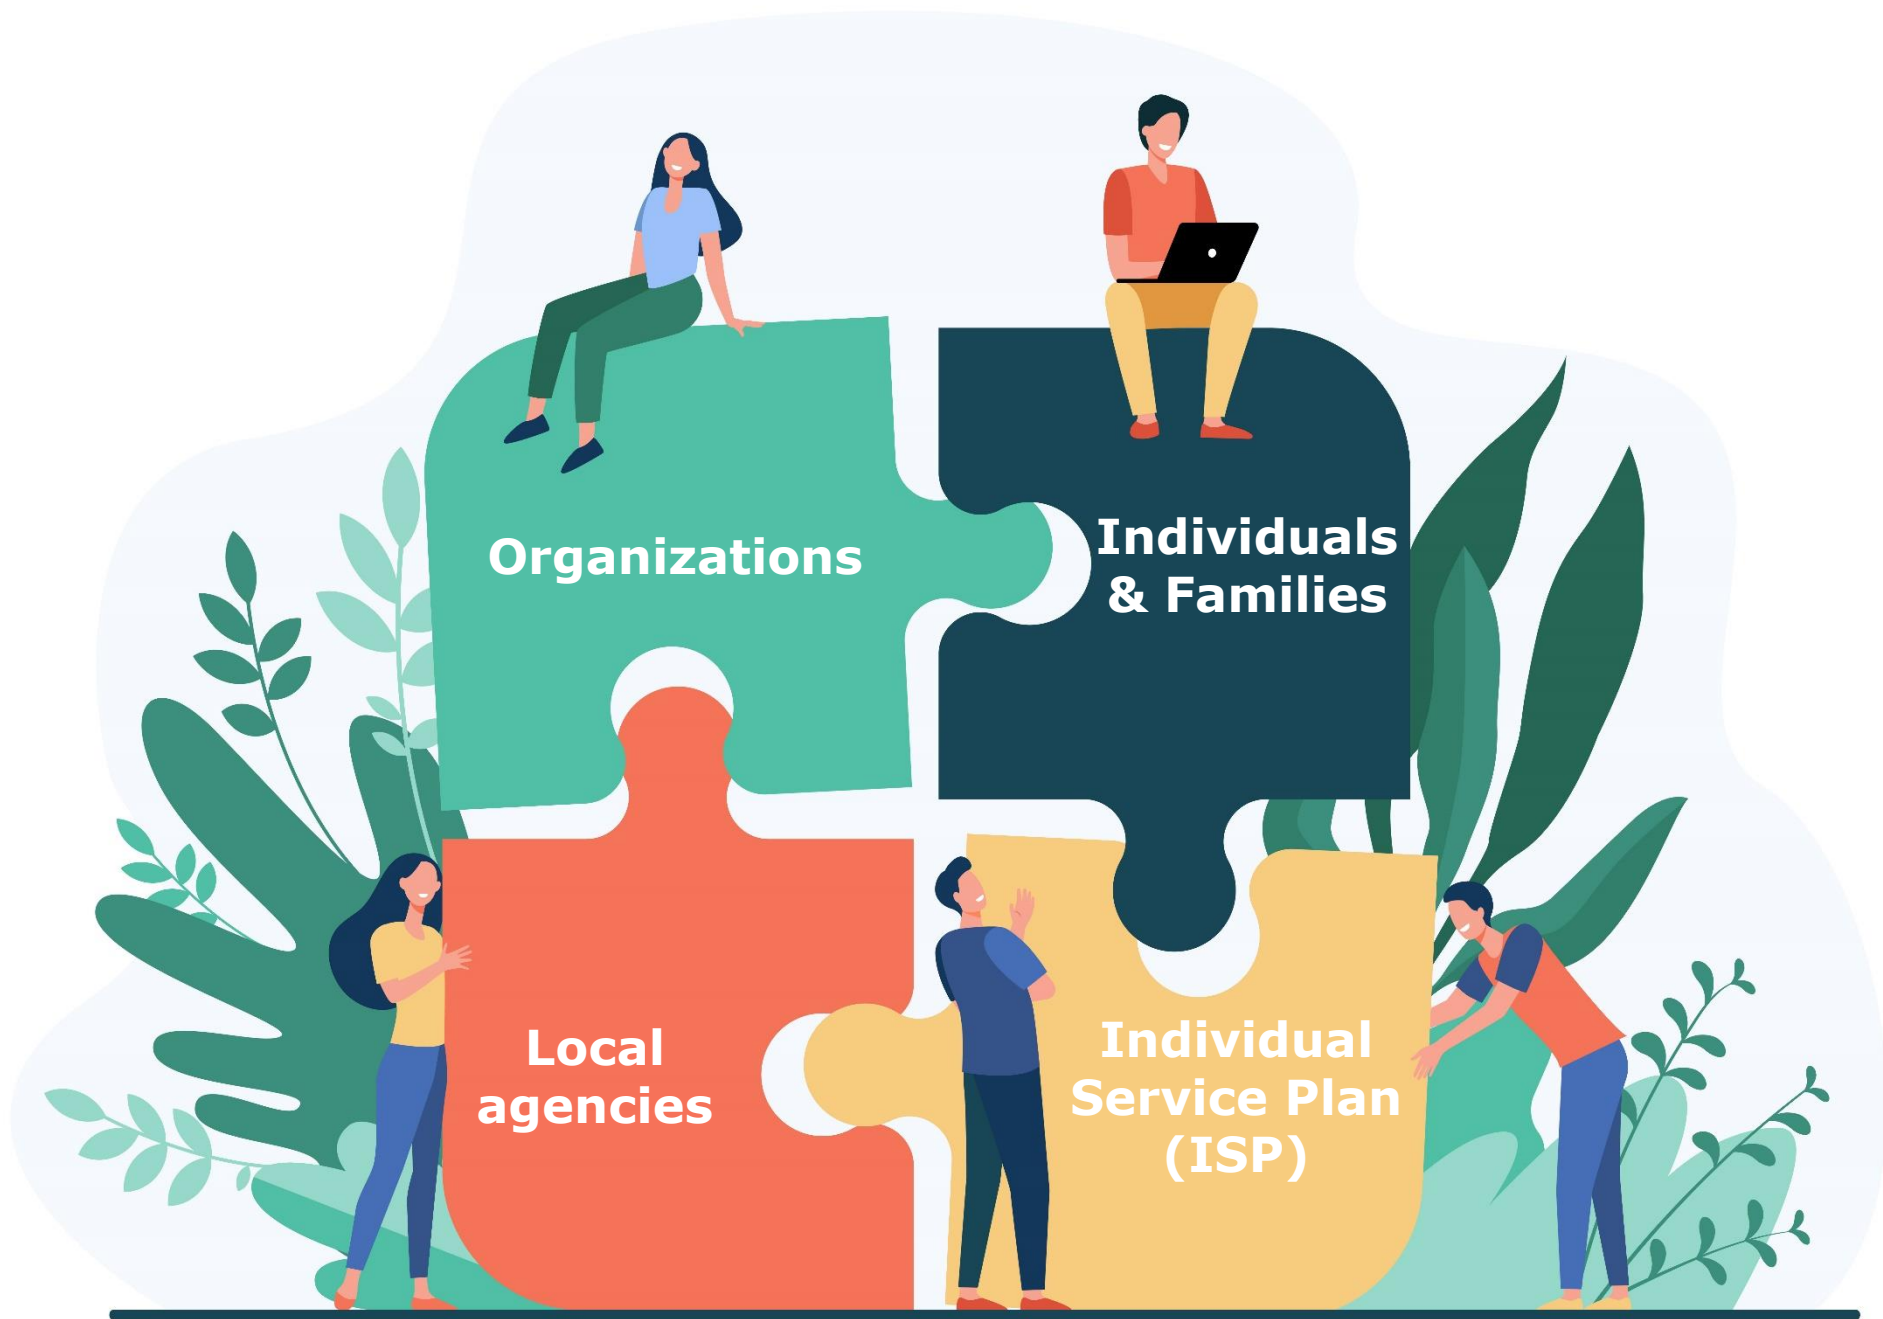 Organizations
Individuals
& Families
Local
agencies
Individual
Service Plan
(ISP)